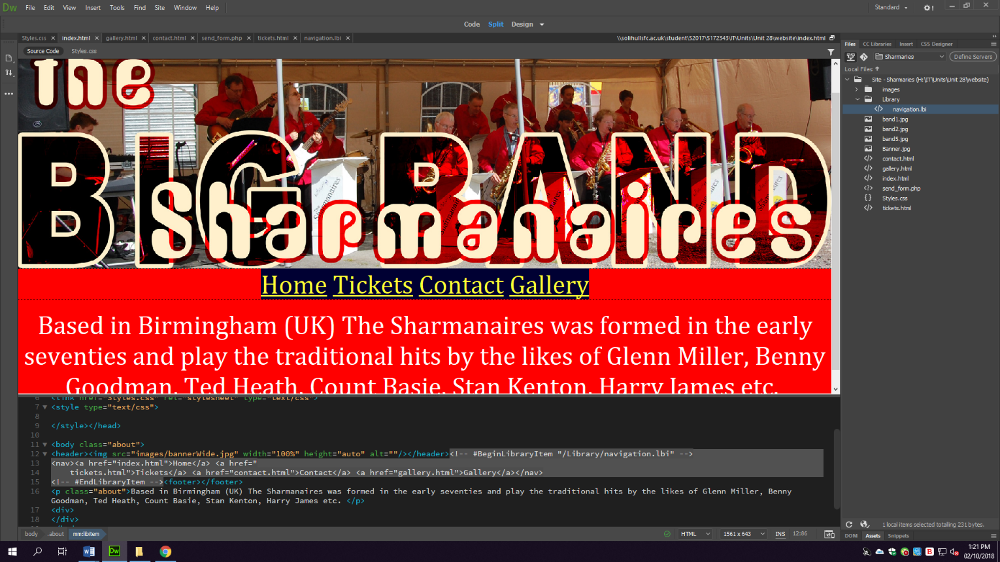 Dw File Edit View Insert Tools Find Site Window Help Standard
Code Split Design
Styles.css index.html gallery.html contact.html send_form.php tickets.html navigation.lbi \\solihullsfc.ac.uk\student\S2017\S172343\IT\Units\Unit 28\website\index.html
Source Code Styles.css
the
BIG BAND
Sharmanaires
Home Tickets Contact Gallery
Based in Birmingham (UK) The Sharmanaires was formed in the early
seventies and play the traditional hits by the likes of Glenn Miller, Benny
Goodman, Ted Heath, Count Basie, Stan Kenton, Harry James etc.
6 <link href="Styles.css" rel="stylesheet" type="text/css">
7 <style type="text/css">
8
9 </style></head>
10
11 <body class="about">
12 <header><img src="images/bannerWide.jpg" width="100%" height="auto" alt=""/></header><!-- #BeginLibraryItem "/Library/navigation.lbi" -->
13 <nav><a href="index.html">Home</a> <a href="
14 tickets.html">Tickets</a> <a href="contact.html">Contact</a> <a href="gallery.html">Gallery</a></nav>
15 <!-- #EndLibraryItem --><footer></footer>
16 <p class="about">Based in Birmingham (UK) The Sharmanaires was formed in the early seventies and play the traditional hits by the likes of Glenn Miller, Benny
Goodman, Ted Heath, Count Basie, Stan Kenton, Harry James etc. </p>
17 <div>
18 </div>
body .about mm:libitem HTML 1561 x 643 INS 12:86
Files CC Libraries Insert CSS Designer
Sharmaries Define Servers
Local Files
Site - Sharmaries (H:\IT\Units\Unit 28\website)
images
Library
navigation.lbi
band1.jpg
band2.jpg
band5.jpg
Banner.jpg
contact.html
gallery.html
index.html
send_form.php
Styles.css
tickets.html
1 local items selected totalling 231 bytes.
DOM Assets Snippets
Dw
1:21 PM
02/10/2018